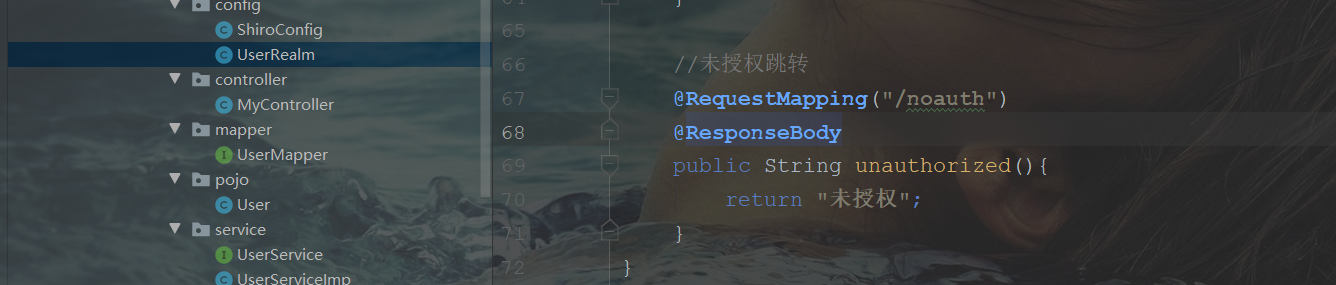 config
ShiroConfig
UserRealm
controller
MyController
mapper
UserMapper
pojo
User
service
UserService
UserServiceImp
64 }
65
66 //未授权跳转
67 @RequestMapping("/noauth")
68 @ResponseBody
69 public String unauthorized(){
70 return "未授权";
71 }
72 }